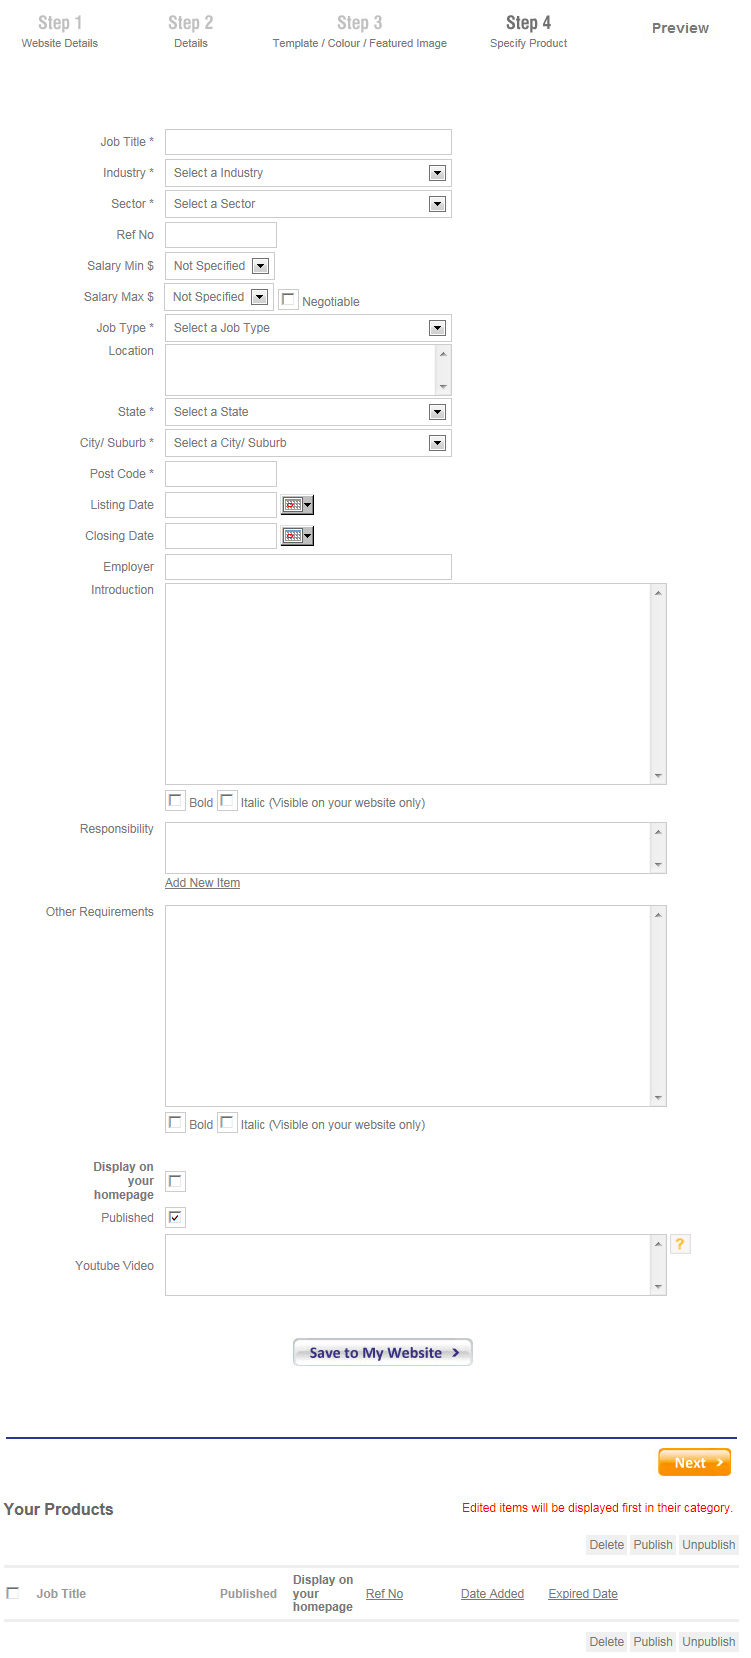 Step 1 Step 2 Step 3 Step 4 Preview
Website Details Details Template / Colour / Featured Image Specify Product
Job Title *
Industry * Select a Industry
Sector * Select a Sector
Ref No
Salary Min $ Not Specified
Salary Max $ Not Specified Negotiable
Job Type * Select a Job Type
Location
State * Select a State
City/ Suburb * Select a City/ Suburb
Post Code *
Listing Date
Closing Date
Employer
Introduction
Bold Italic (Visible on your website only)
Responsibility
Add New Item
Other Requirements
Bold Italic (Visible on your website only)
Display on
your
homepage
Published
Youtube Video ?
Save to My Website >
Next >
Your Products Edited items will be displayed first in their category.
Delete Publish Unpublish
Job Title Published Display on your homepage Ref No Date Added Expired Date
Delete Publish Unpublish